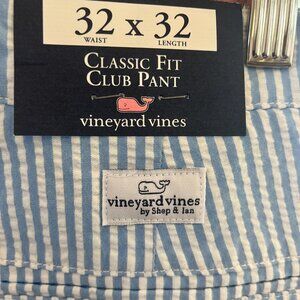 32 x 32
WAIST LENGTH
CLASSIC FIT
CLUB PANT
vineyard vines
vineyard vines
by Shep & Ian